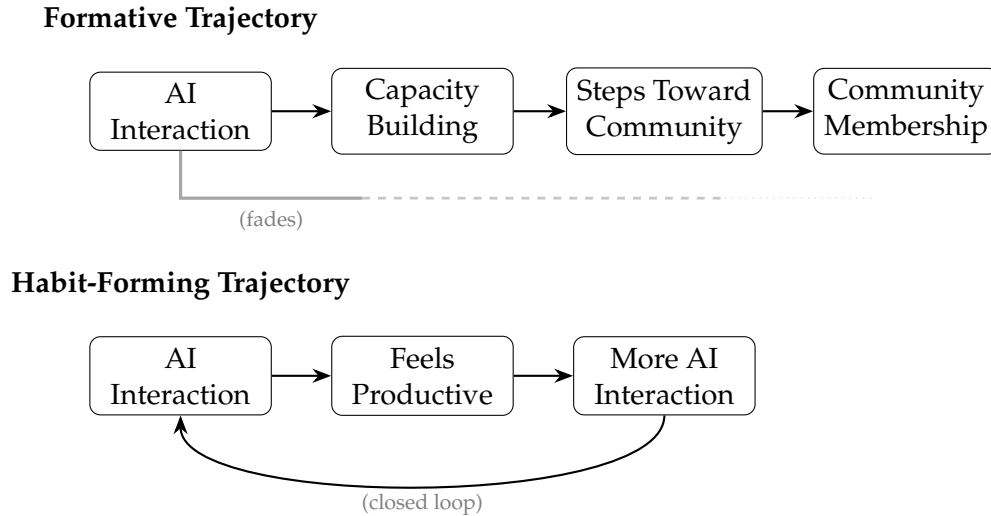 Formative Trajectory
AI
Interaction
Capacity
Building
Steps Toward
Community
Community
Membership
(fades)
Habit-Forming Trajectory
AI
Interaction
Feels
Productive
More AI
Interaction
(closed loop)